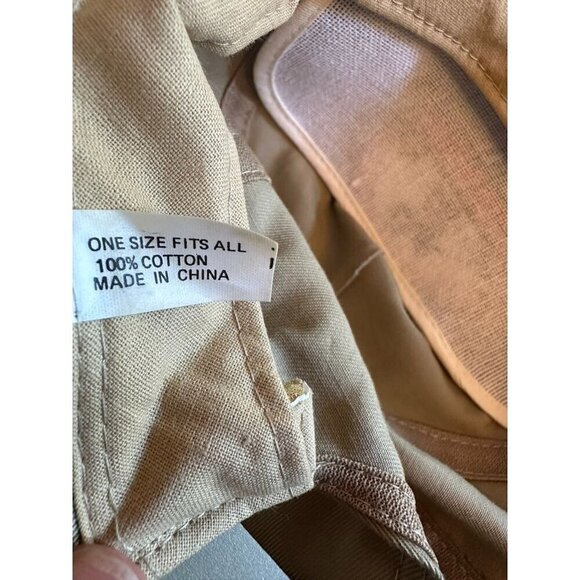 ONE SIZE FITS ALL
100% COTTON
MADE IN CHINA